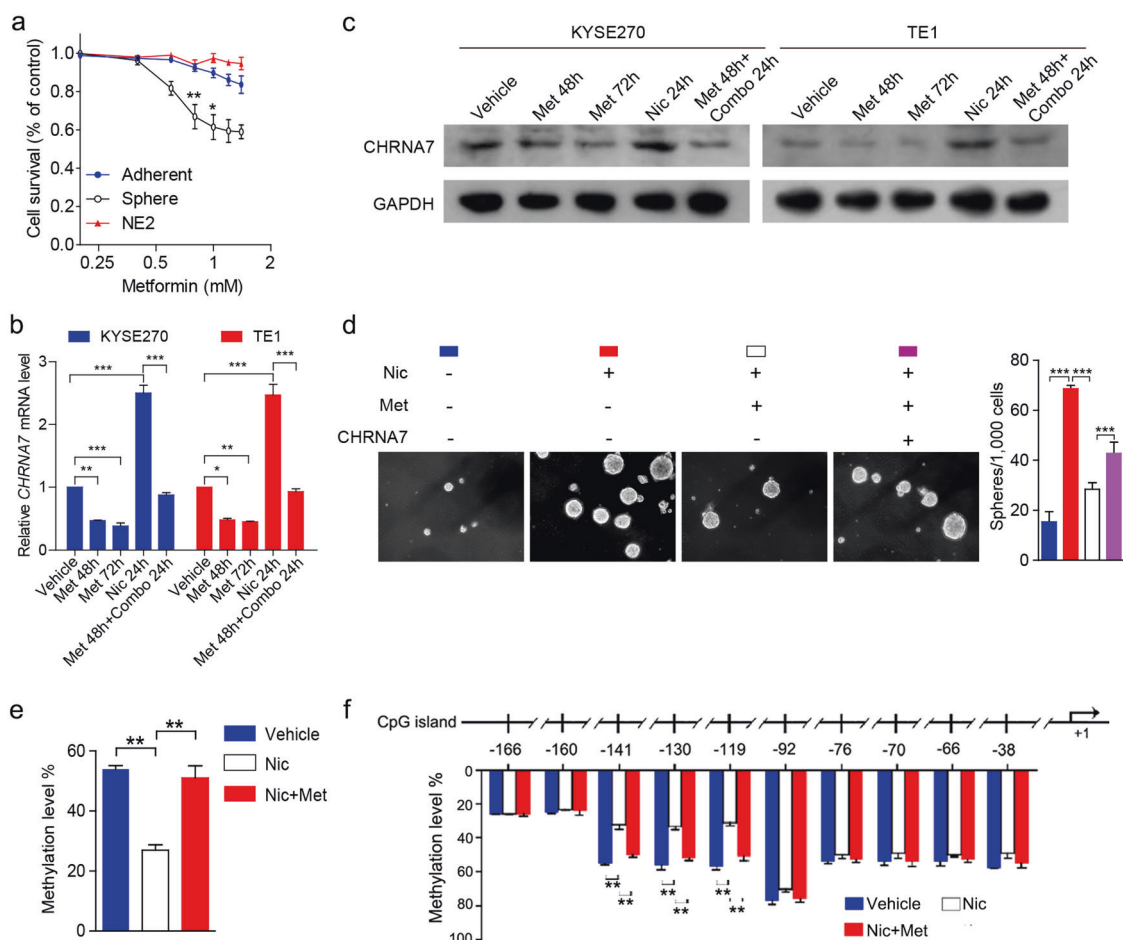 a
Cell survival (% of control)
1.0
0.8
0.6
0.4
0.2
0.0
** *
Adherent
Sphere
NE2
0.25 0.5 1 2
Metformin (mM)
b
KYSE270 TE1
Relative CHRNA7 mRNA level
3
2
1
0
*** *** *** ***
*** **
** *
Vehicle Met 48h Met 72h Nic 24h Met 48h+Combo 24h
Vehicle Met 48h Met 72h Nic 24h Met 48h+Combo 24h
c
KYSE270 TE1
Vehicle Met 48h Met 72h Nic 24h Met 48h+ Combo 24h
Vehicle Met 48h Met 72h Nic 24h Met 48h+ Combo 24h
CHRNA7
GAPDH
d
Nic - + + +
Met - - + +
CHRNA7 - - - +
Spheres/1,000 cells
80
60
40
20
0
*** ***
***
e
Methylation level %
60
40
20
0
** **
Vehicle
Nic
Nic+Met
f
CpG island
+1
-166 -160 -141 -130 -119 -92 -76 -70 -66 -38
Methylation level %
0
20
40
60
80
100
** ** **
** ** **
Vehicle Nic
Nic+Met